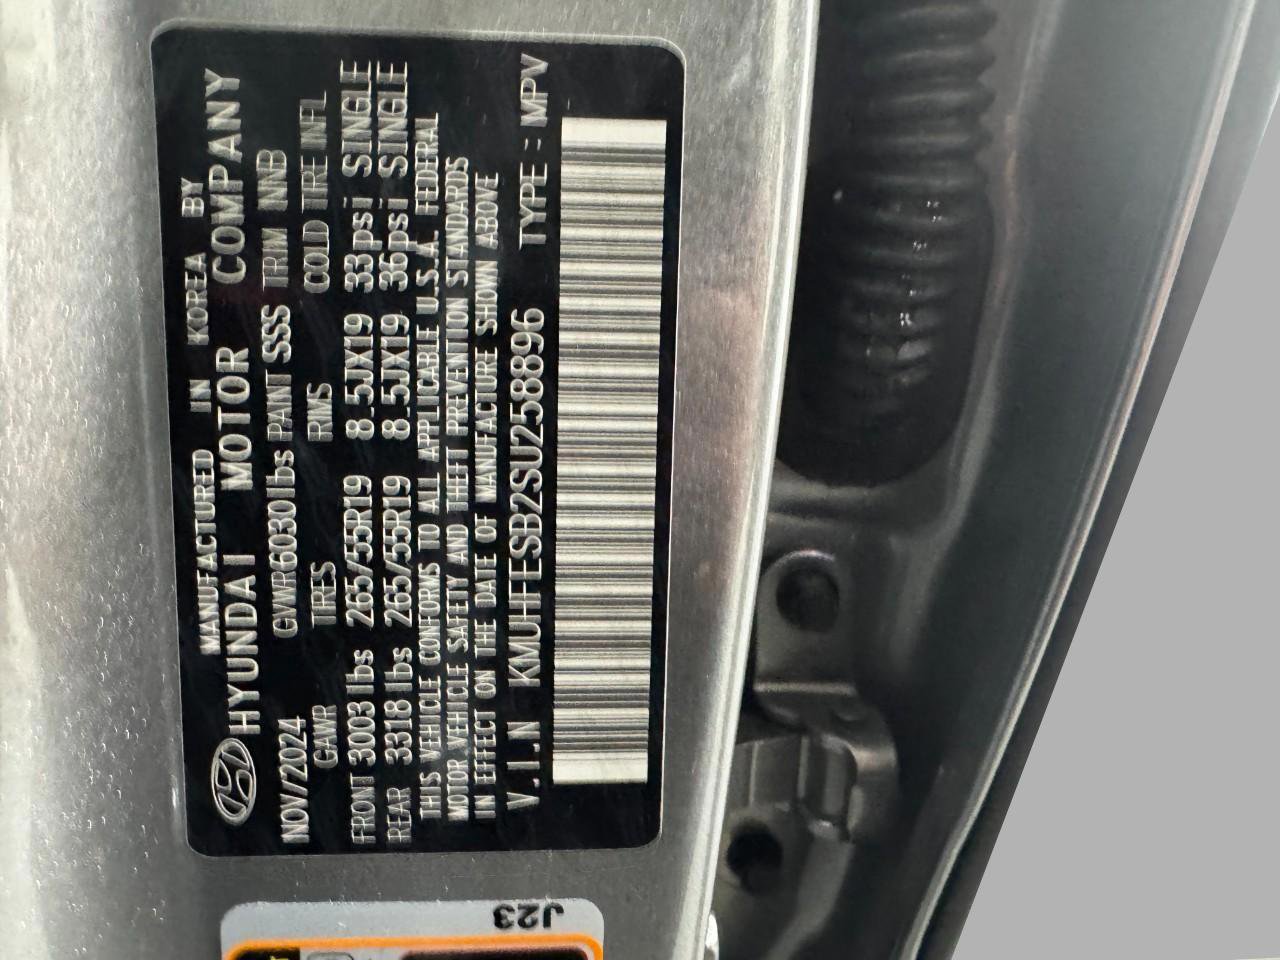 MANUFACTURED IN KOREA BY
HYUNDAI MOTOR COMPANY
NOV/2024 GVWR6030lbs PAINT SSS TRIM NNB
GAWR TIRES RIMS COLD TIRE INFL
FRONT 3003 lbs 265/55R19 8.5JX19 33psi SINGLE
REAR 3318 lbs 265/55R19 8.5JX19 36psi SINGLE
THIS VEHICLE CONFORMS TO ALL APPLICABLE U.S.A. FEDERAL
MOTOR VEHICLE SAFETY AND THEFT PREVENTION STANDARDS
IN EFFECT ON THE DATE OF MANUFACTURE SHOWN ABOVE
V.I.N KMUHFESB2SU258896 TYPE : MPV
J23